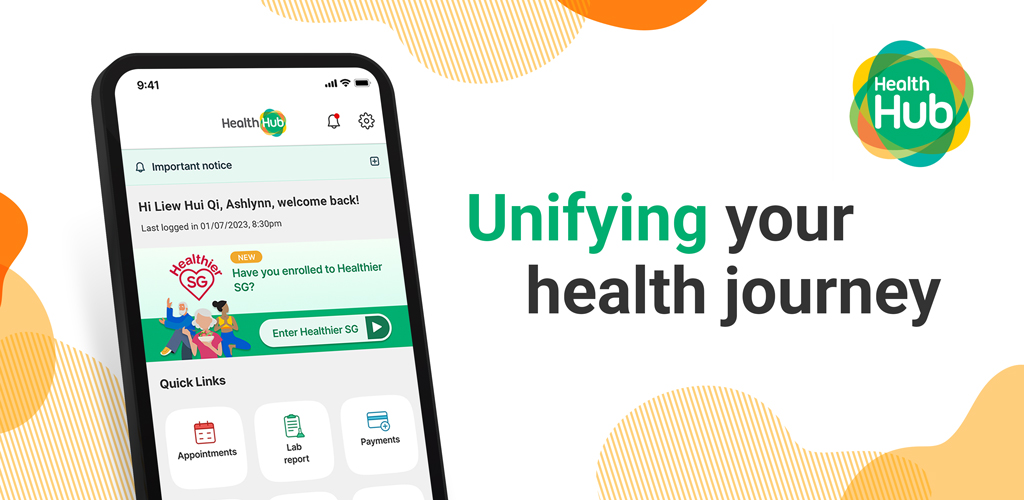 9:41
Health Hub
Important notice
Hi Liew Hui Qi, Ashlynn, welcome back!
Last logged in 01/07/2023, 8:30pm
Healthier
SG
NEW
Have you enrolled to Healthier
SG?
Enter Healthier SG
Quick Links
Appointments
Lab
report
Payments
Health
Hub
Unifying your
health journey